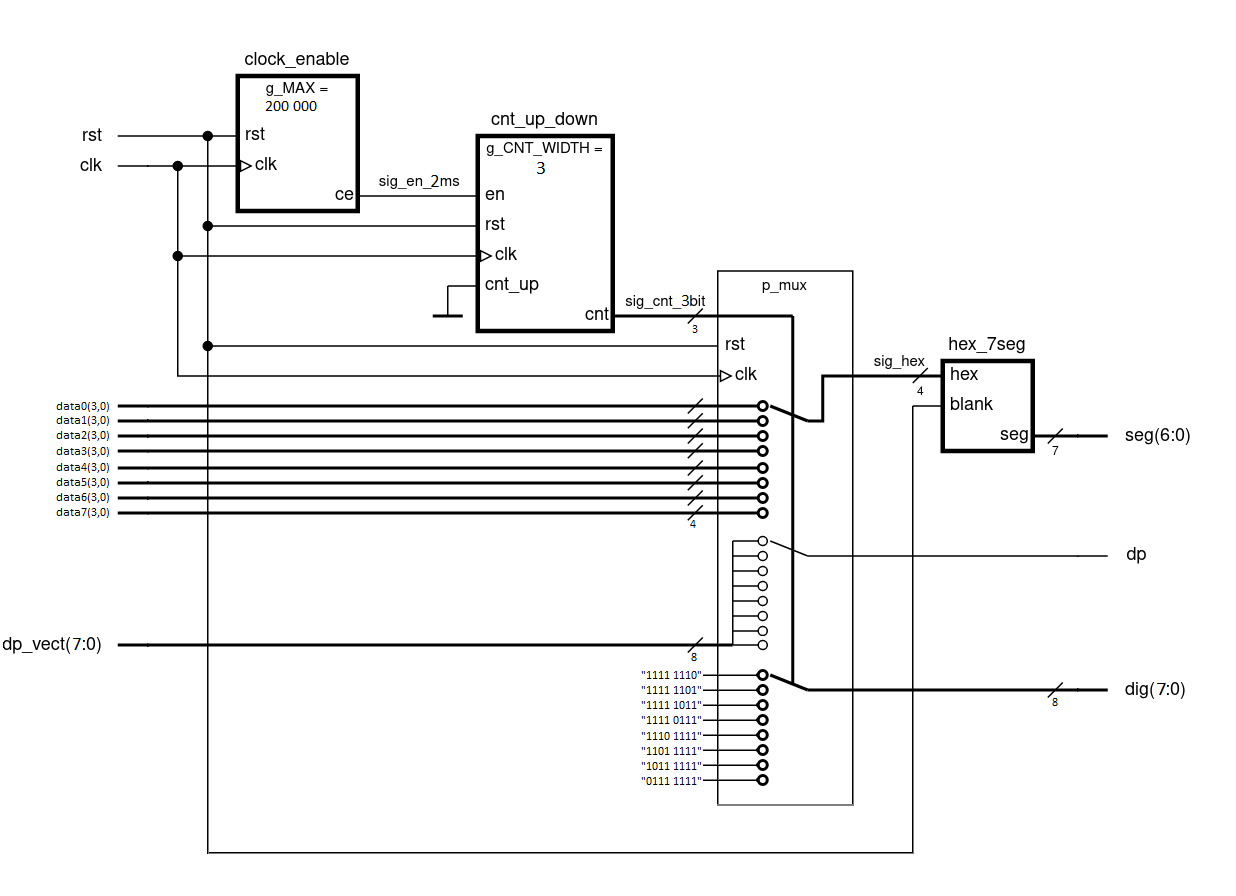 clock_enable
g_MAX =
200 000
rst
rst
clk
clk
ce
sig_en_2ms
cnt_up_down
g_CNT_WIDTH =
3
en
rst
clk
cnt_up
cnt
sig_cnt_3bit
3
p_mux
rst
clk
sig_hex
4
hex_7seg
hex
blank
seg
7
seg(6:0)
data0(3,0)
data1(3,0)
data2(3,0)
data3(3,0)
data4(3,0)
data5(3,0)
data6(3,0)
data7(3,0)
4
dp
dp_vect(7:0)
8
"1111 1110"
"1111 1101"
"1111 1011"
"1111 0111"
"1110 1111"
"1101 1111"
"1011 1111"
"0111 1111"
8
dig(7:0)